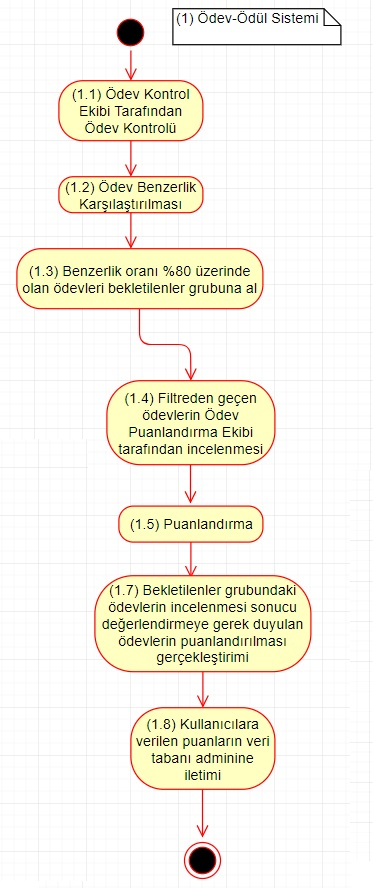 (1) Ödev-Ödül Sistemi
(1.1) Ödev Kontrol
Ekibi Tarafından
Ödev Kontrolü
(1.2) Ödev Benzerlik
Karşılaştırılması
(1.3) Benzerlik oranı %80 üzerinde
olan ödevleri bekletilenler grubuna al
(1.4) Filtreden geçen
ödevlerin Ödev
Puanlandırma Ekibi
tarafından incelenmesi
(1.5) Puanlandırma
(1.7) Bekletilenler grubundaki
ödevlerin incelenmesi sonucu
değerlendirmeye gerek duyulan
ödevlerin puanlandırılması
gerçekleştirimi
(1.8) Kullanıcılara
verilen puanların veri
tabanı adminine
iletimi